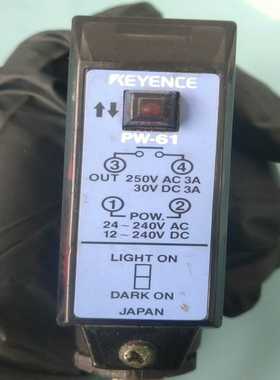 KEYENCE
PW-61
③ ④
OUT 250V AC 3A
30V DC 3A
① ②
POW.
24~240V AC
12~240V DC
LIGHT ON
DARK ON
JAPAN